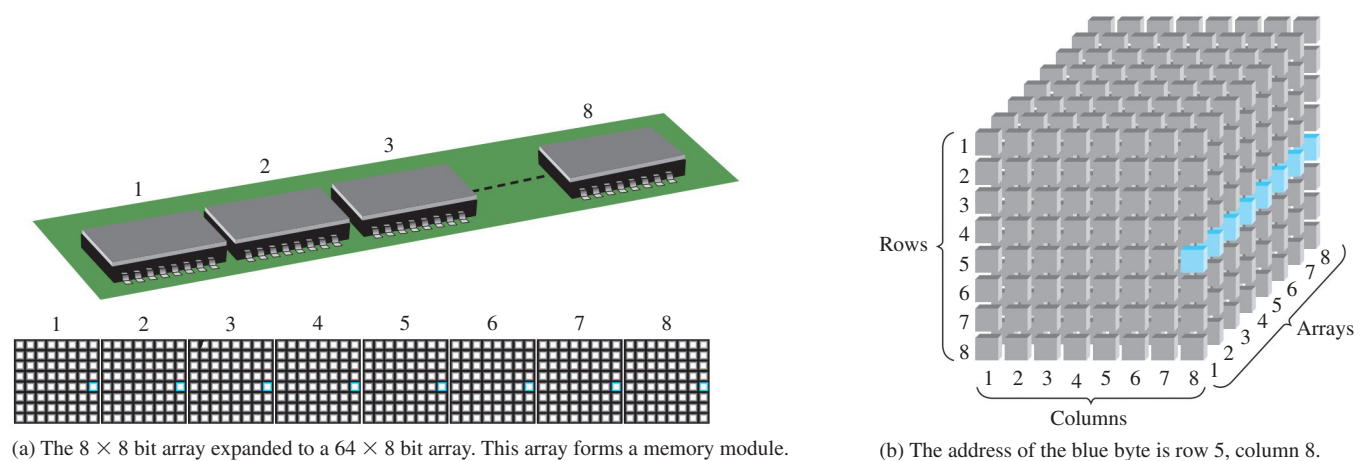 1
2
3
8
1 2 3 4 5 6 7 8
(a) The 8 × 8 bit array expanded to a 64 × 8 bit array. This array forms a memory module.
Rows
1
2
3
4
5
6
7
8
1 2 3 4 5 6 7 8
Columns
1
2
3
4
5
6
7
8
Arrays
(b) The address of the blue byte is row 5, column 8.